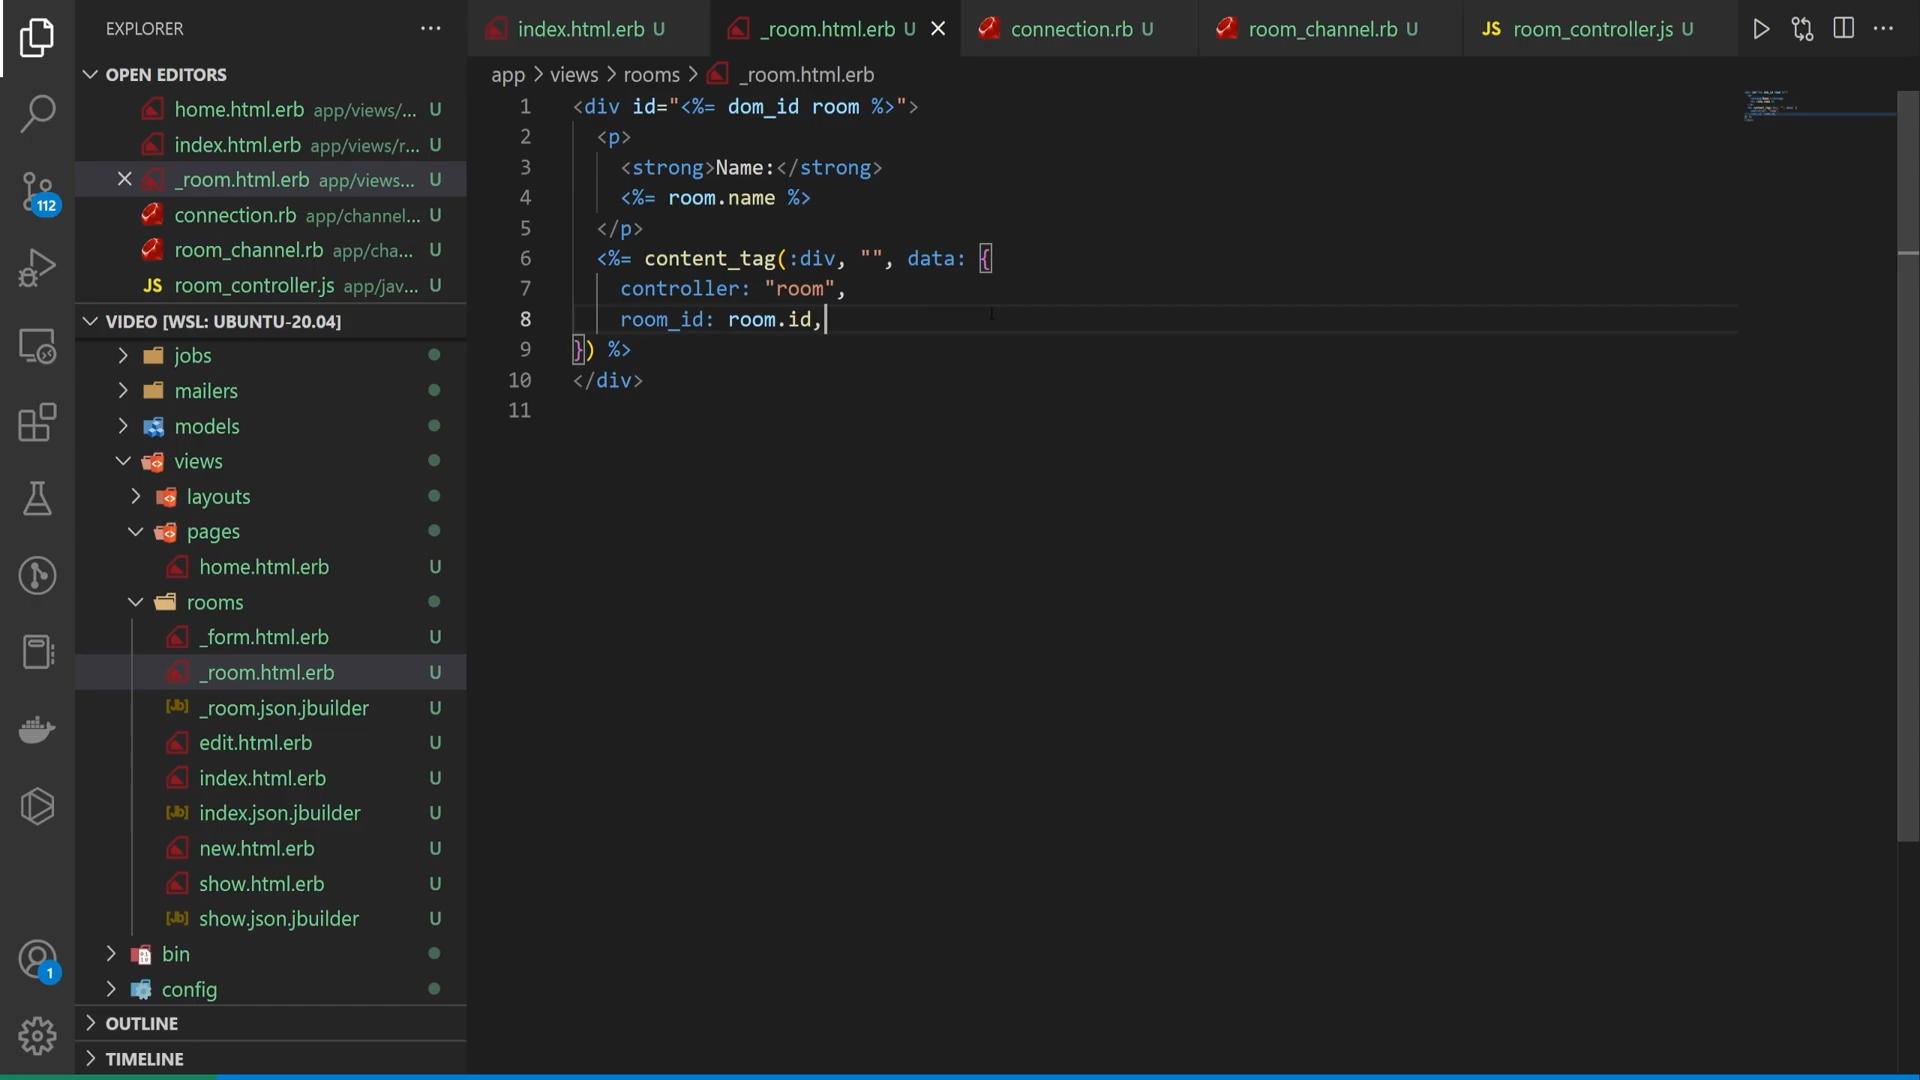 EXPLORER
OPEN EDITORS
home.html.erb app/views/... U
index.html.erb app/views/r... U
_room.html.erb app/views... U
connection.rb app/channel... U
room_channel.rb app/cha... U
JS room_controller.js app/jav... U
VIDEO [WSL: UBUNTU-20.04]
jobs
mailers
models
views
layouts
pages
home.html.erb U
rooms
_form.html.erb U
_room.html.erb U
_room.json.jbuilder U
edit.html.erb U
index.html.erb U
index.json.jbuilder U
new.html.erb U
show.html.erb U
show.json.jbuilder U
bin
config
OUTLINE
TIMELINE
112
1
index.html.erb U
_room.html.erb U
connection.rb U
room_channel.rb U
JS room_controller.js U
app > views > rooms > _room.html.erb
1 <div id="<%= dom_id room %>">
2 <p>
3 <strong>Name:</strong>
4 <%= room.name %>
5 </p>
6 <%= content_tag(:div, "", data: {
7 controller: "room",
8 room_id: room.id,
9 }) %>
10 </div>
11